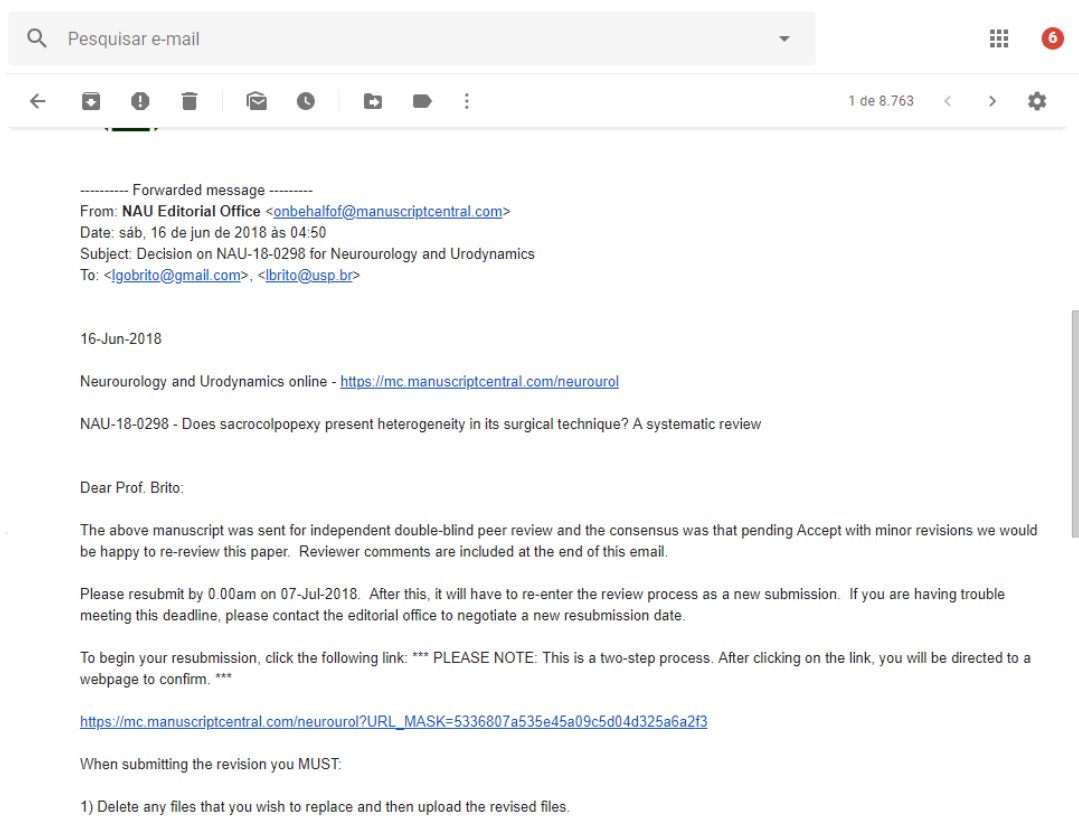 Pesquisar e-mail
6
1 de 8.763
---------- Forwarded message ---------
From: NAU Editorial Office <onbehalfof@manuscriptcentral.com>
Date: sáb, 16 de jun de 2018 às 04:50
Subject: Decision on NAU-18-0298 for Neurourology and Urodynamics
To: <lgobrito@gmail.com>, <lbrito@usp.br>
16-Jun-2018
Neurourology and Urodynamics online - https://mc.manuscriptcentral.com/neurourol
NAU-18-0298 - Does sacrocolpopexy present heterogeneity in its surgical technique? A systematic review
Dear Prof. Brito:
The above manuscript was sent for independent double-blind peer review and the consensus was that pending Accept with minor revisions we would
be happy to re-review this paper.  Reviewer comments are included at the end of this email.
Please resubmit by 0.00am on 07-Jul-2018.  After this, it will have to re-enter the review process as a new submission.  If you are having trouble
meeting this deadline, please contact the editorial office to negotiate a new resubmission date.
To begin your resubmission, click the following link: *** PLEASE NOTE: This is a two-step process. After clicking on the link, you will be directed to a
webpage to confirm. ***
https://mc.manuscriptcentral.com/neurourol?URL_MASK=5336807a535e45a09c5d04d325a6a2f3
When submitting the revision you MUST:
1) Delete any files that you wish to replace and then upload the revised files.